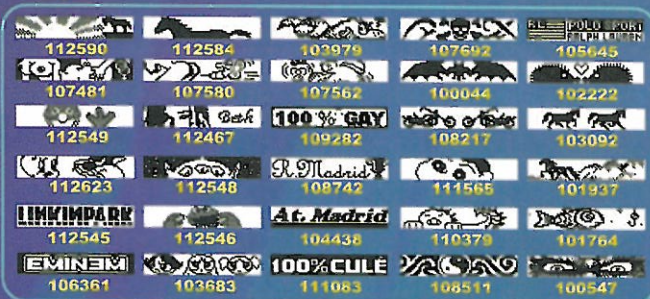 112590 112584 103979 107692 105645
RL POLO SPORT
RALPH LAUREN
107481 107580 107562 100044 102222
Beth
100% GAY
112549 112467 109282 108217 103092
R.Madrid
112623 112548 108742 111565 101937
LINKINPARK
At. Madrid
112545 112546 104438 110379 101764
EMINEM
100%CULÉ
106361 103683 111083 108511 100547